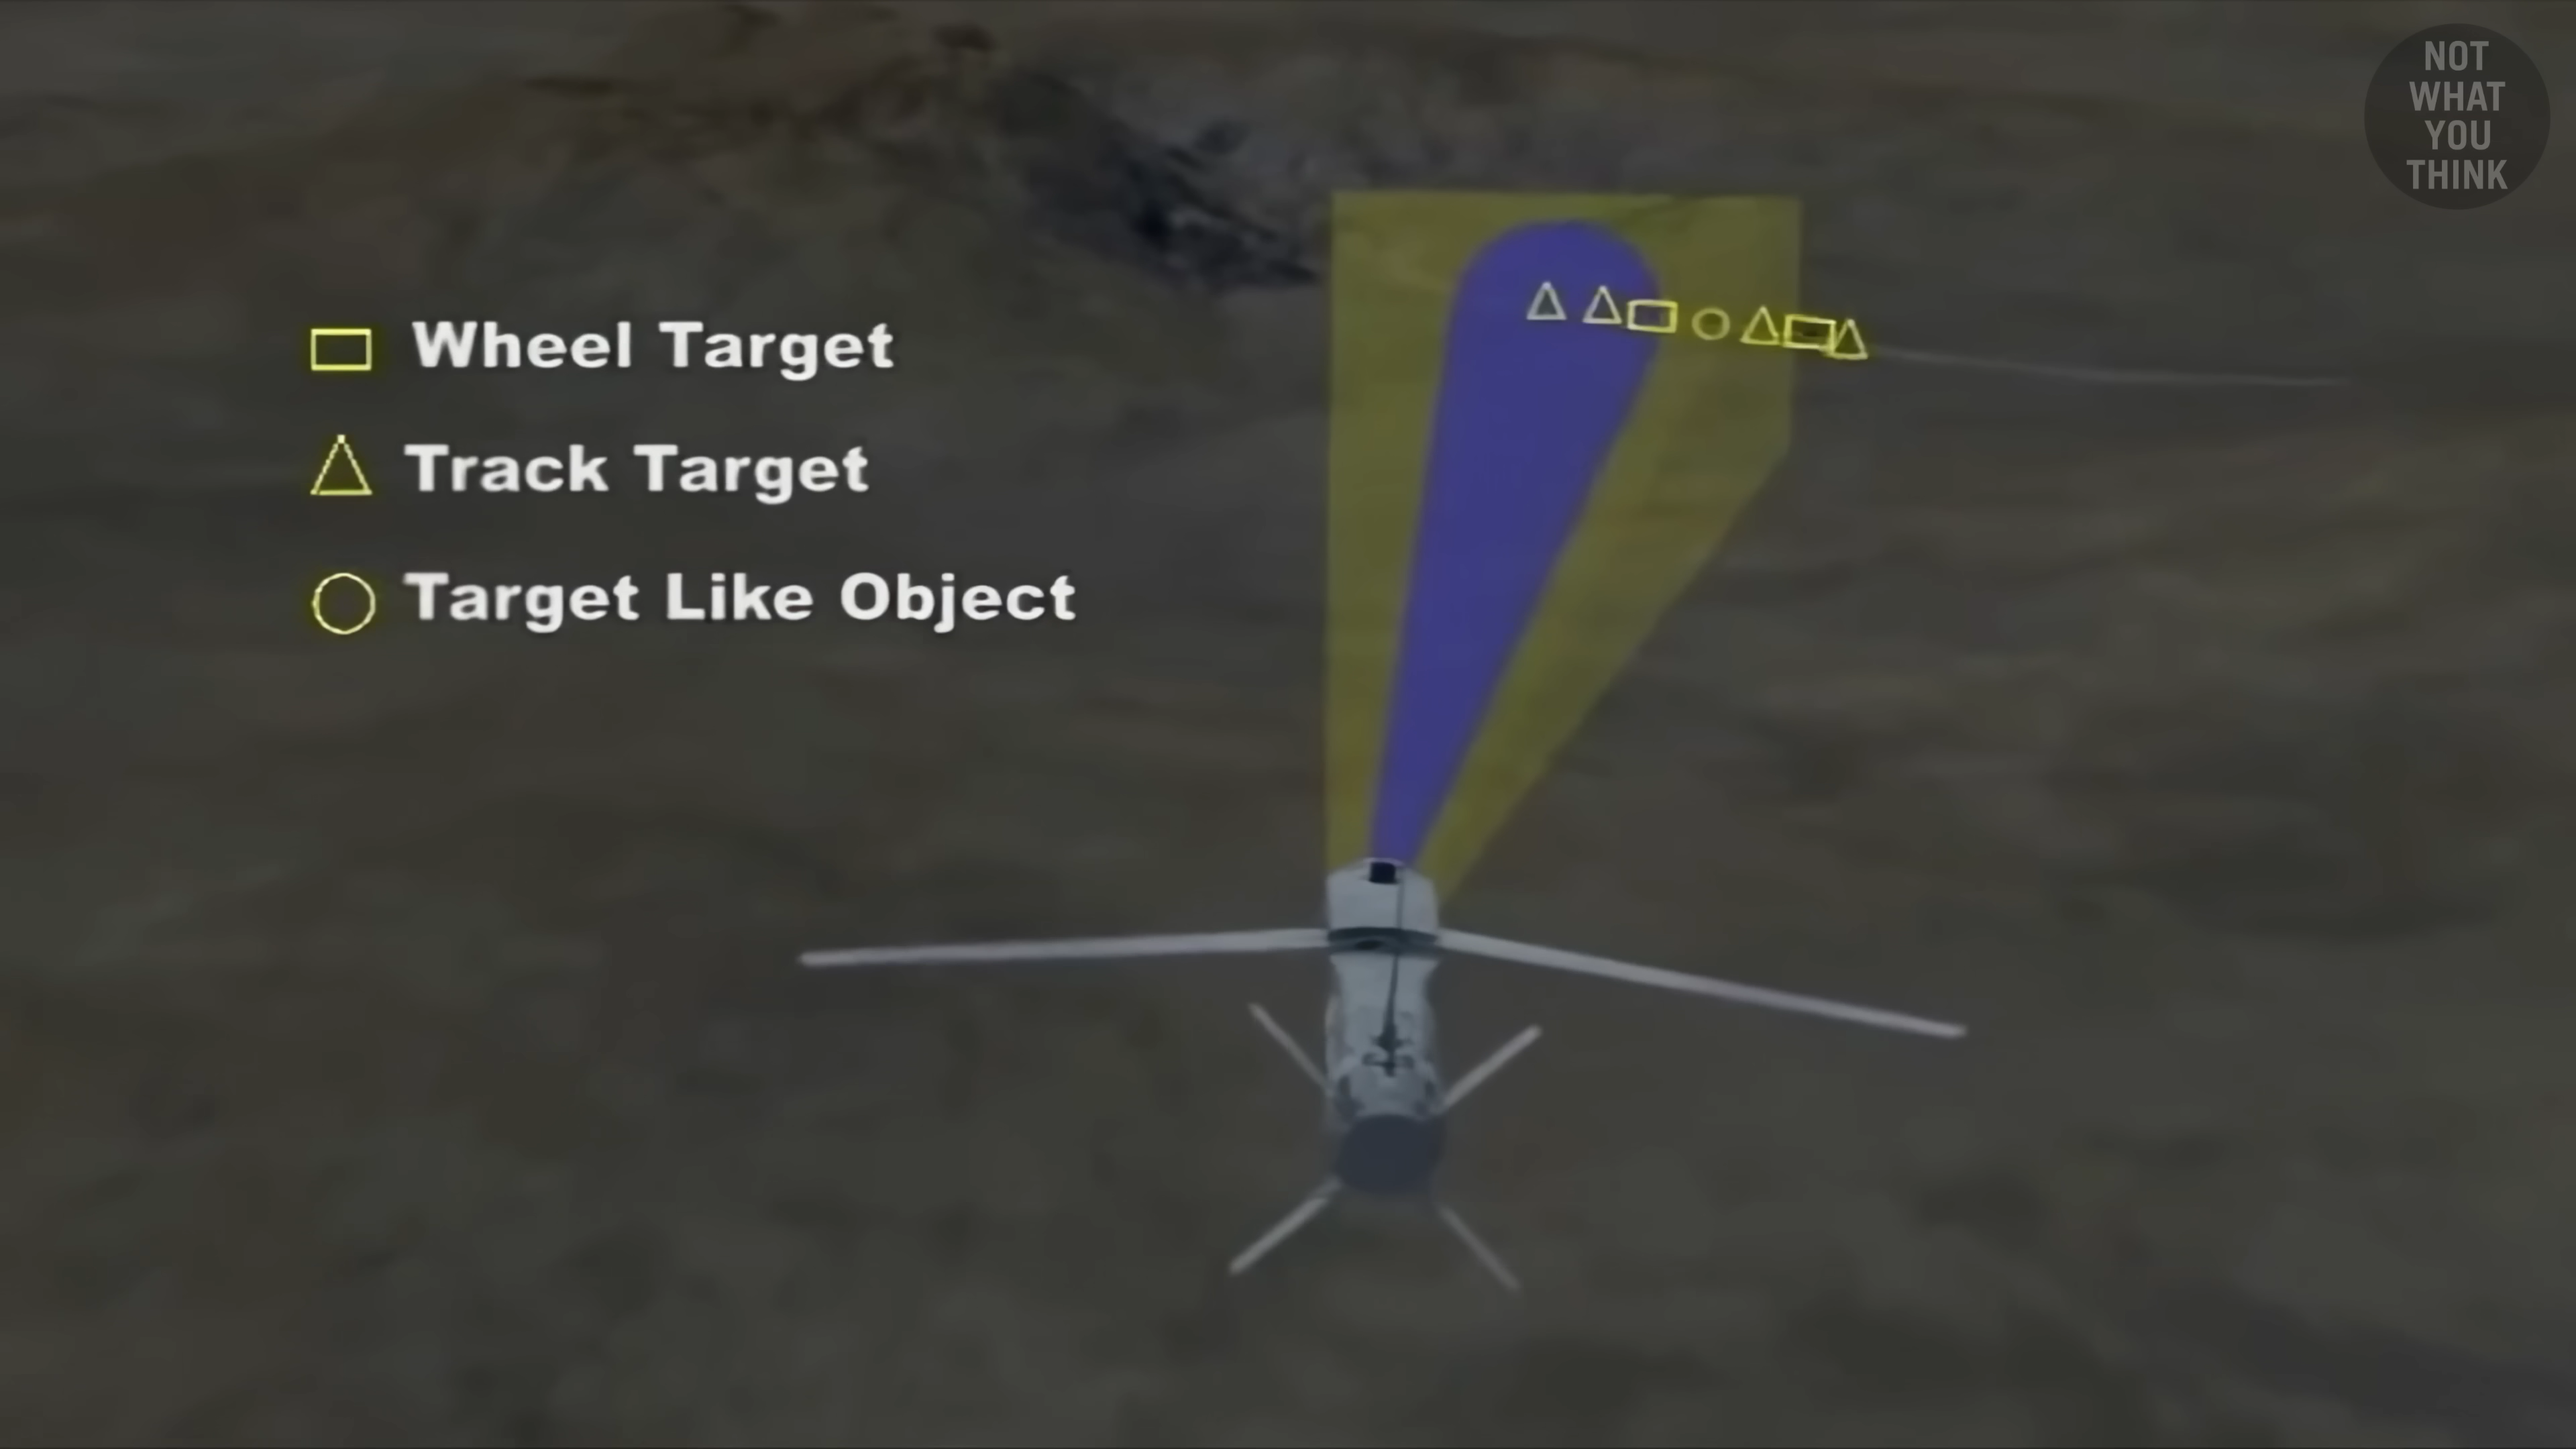 NOT
WHAT
YOU
THINK
Wheel Target
Track Target
Target Like Object